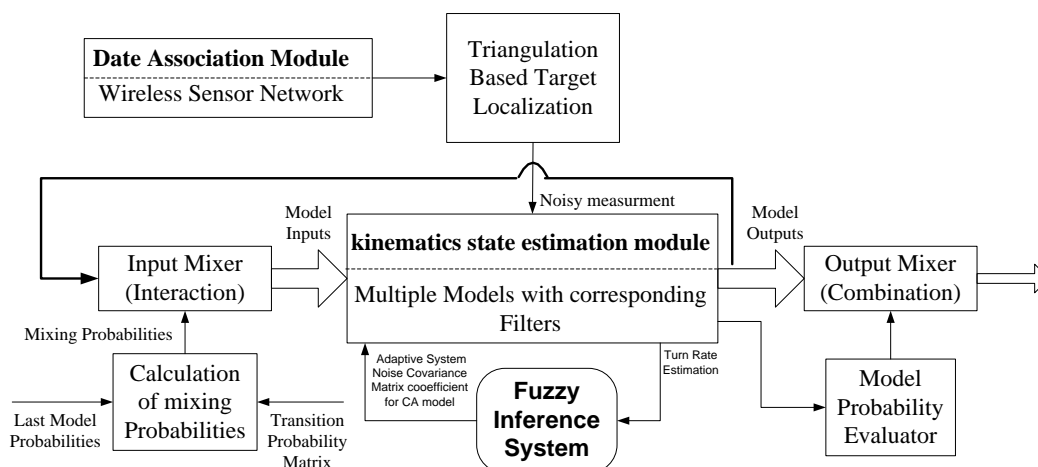 Date Association Module
Wireless Sensor Network
Triangulation
Based Target
Localization
Noisy measurment
Model
Inputs
Model
Outputs
Input Mixer
(Interaction)
kinematics state estimation module
Multiple Models with corresponding
Filters
Output Mixer
(Combination)
Mixing Probabilities
Calculation
of mixing
Probabilities
Last Model
Probabilities
Transition
Probability
Matrix
Adaptive System
Noise Covariance
Matrix cooefficient
for CA model
Fuzzy
Inference
System
Turn Rate
Estimation
Model
Probability
Evaluator